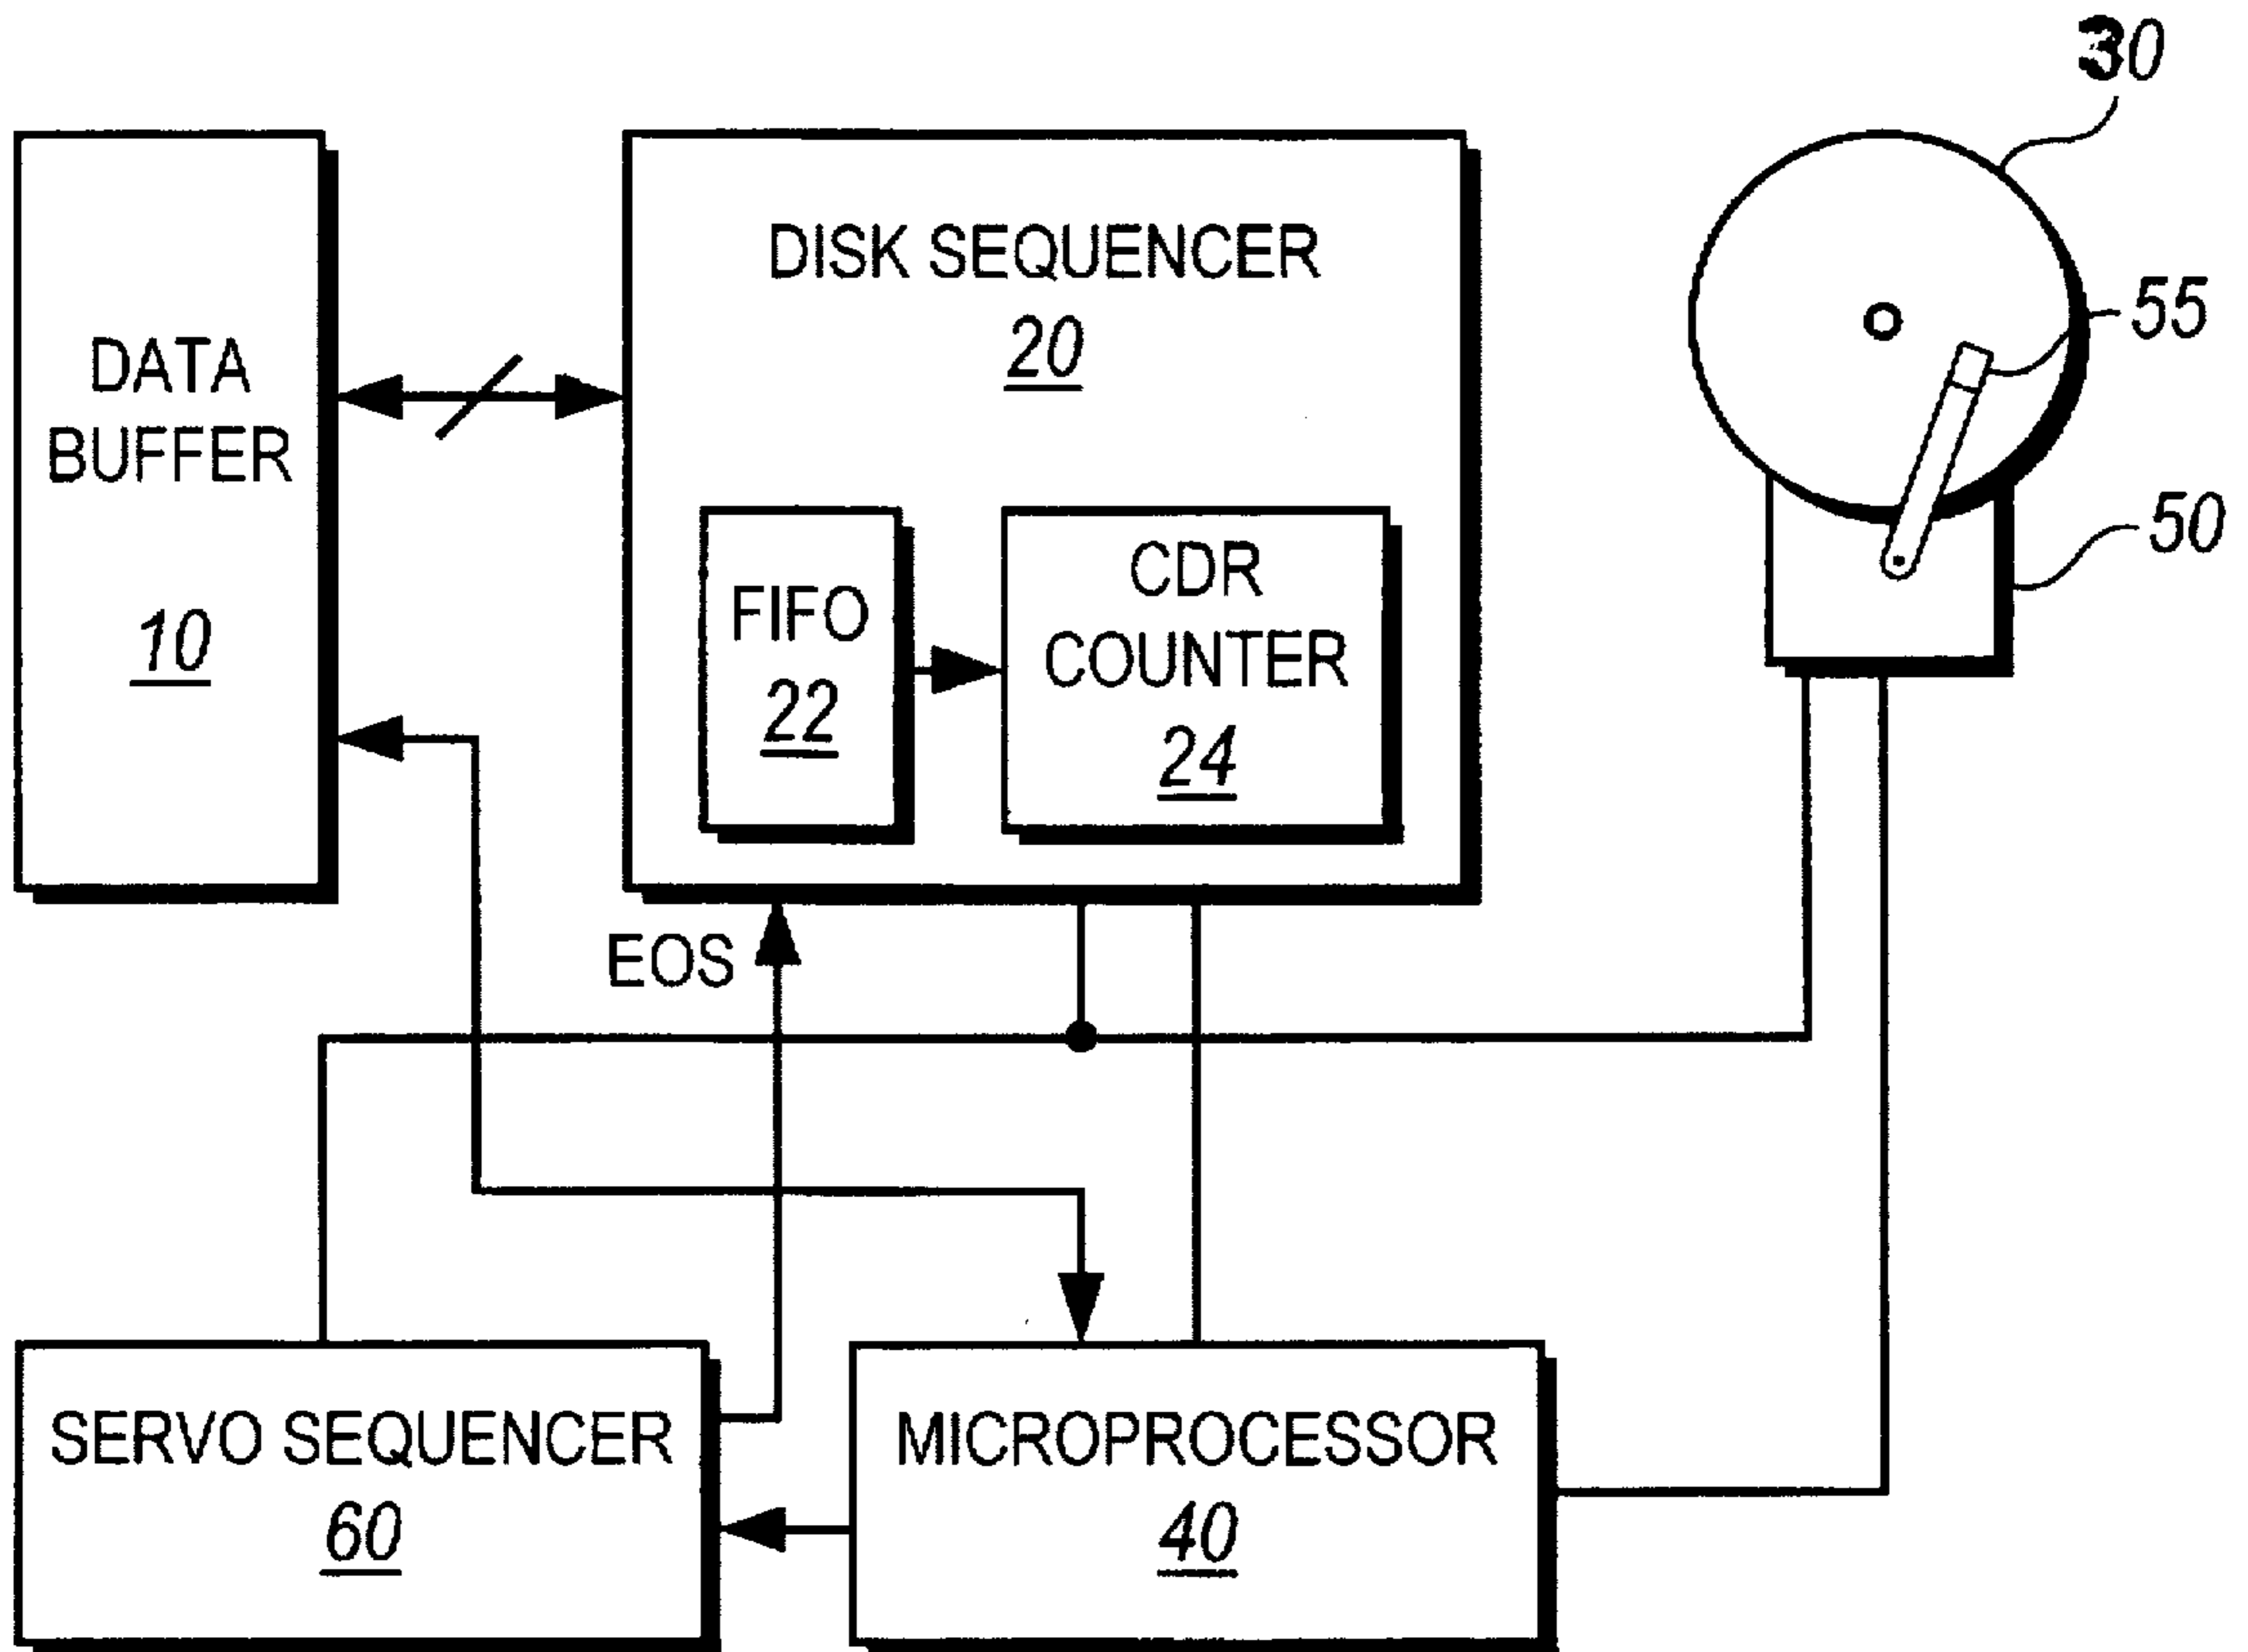 30
DISK SEQUENCER
20
55
DATA
BUFFER
10
50
FIFO
22
CDR
COUNTER
24
EOS
SERVO SEQUENCER
60
MICROPROCESSOR
40